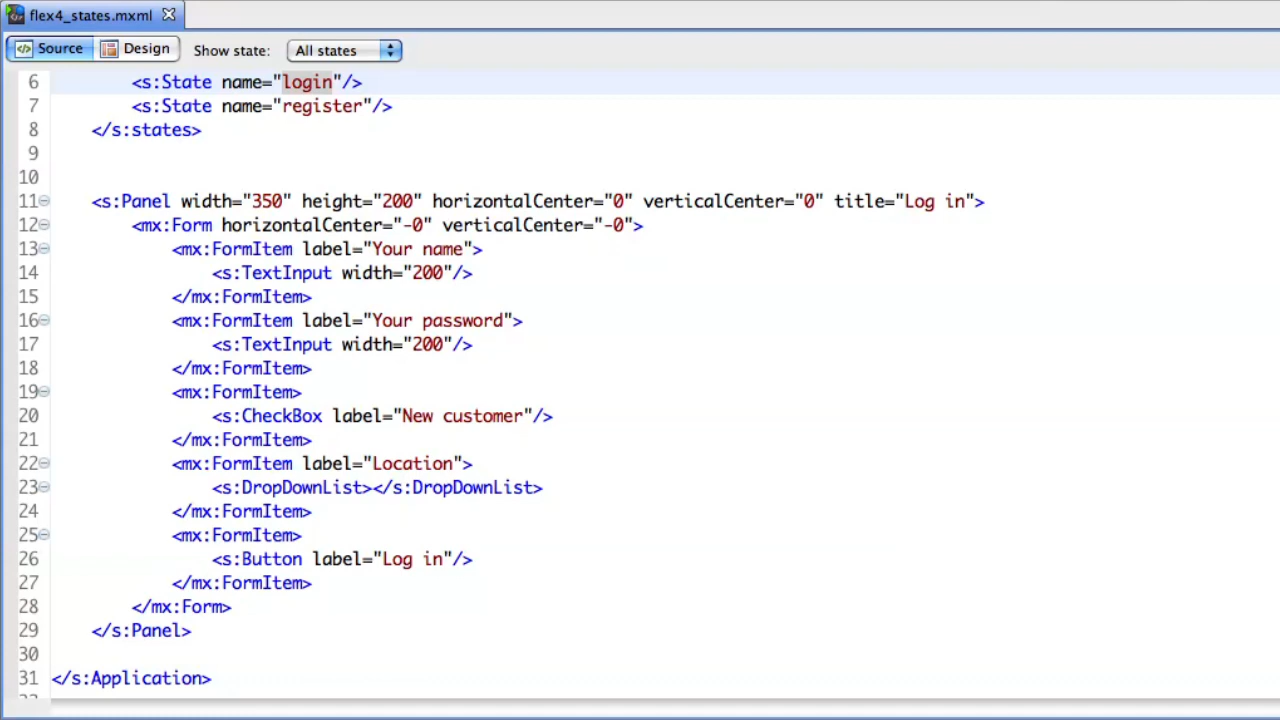 flex4_states.mxml
Source Design Show state: All states
6 <s:State name="login"/>
7 <s:State name="register"/>
8 </s:states>
9
10
11 <s:Panel width="350" height="200" horizontalCenter="0" verticalCenter="0" title="Log in">
12 <mx:Form horizontalCenter="-0" verticalCenter="-0">
13 <mx:FormItem label="Your name">
14 <s:TextInput width="200"/>
15 </mx:FormItem>
16 <mx:FormItem label="Your password">
17 <s:TextInput width="200"/>
18 </mx:FormItem>
19 <mx:FormItem>
20 <s:CheckBox label="New customer"/>
21 </mx:FormItem>
22 <mx:FormItem label="Location">
23 <s:DropDownList></s:DropDownList>
24 </mx:FormItem>
25 <mx:FormItem>
26 <s:Button label="Log in"/>
27 </mx:FormItem>
28 </mx:Form>
29 </s:Panel>
30
31 </s:Application>